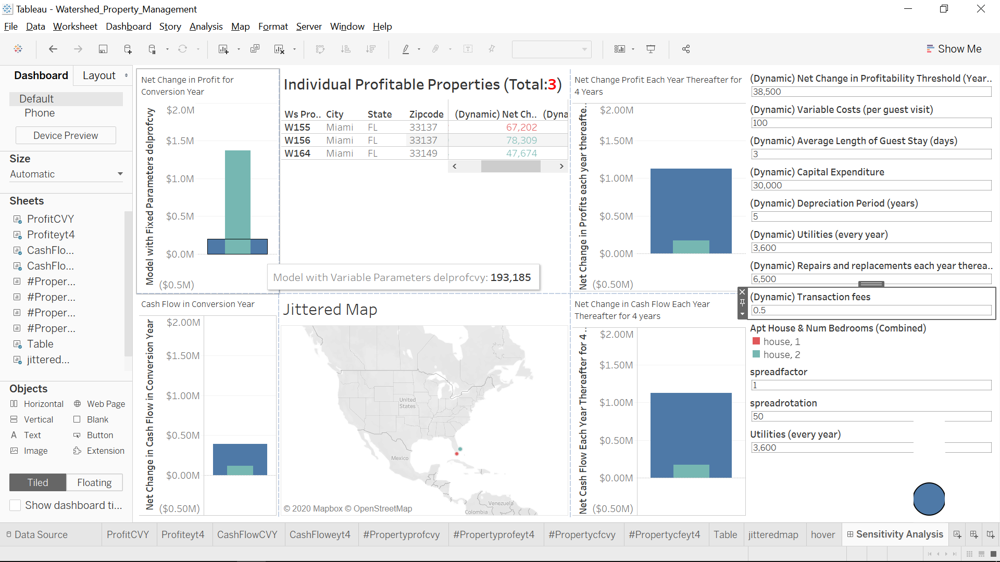 Tableau - Watershed_Property_Management
File Data Worksheet Dashboard Story Analysis Map Format Server Window Help
Show Me
Dashboard Layout
Default
Phone
Device Preview
Size
Automatic
Sheets
ProfitCVY
Profiteyt4
CashFlo...
CashFlo...
#Proper...
#Proper...
#Proper...
#Proper...
Table
jittered...
Objects
Horizontal Web Page
Vertical Blank
A Text Button
Image Extension
Tiled Floating
Show dashboard ti...
Net Change in Profit for
Conversion Year
Model with Fixed Parameters delprofcvy
$2.0M
$1.5M
$1.0M
$0.5M
$0.0M
($0.5M)
Individual Profitable Properties (Total:3)
Ws Pro.. City State Zipcode (Dynamic) Net Ch.. (Dyna
W155 Miami FL 33137 67,202
W156 Miami FL 33137 78,309
W164 Miami FL 33149 47,674
Model with Variable Parameters delprofcvy: 193,185
Net Change Profit Each Year Thereafter for
4 Years
Net Change in Profits each year thereafte..
$2.00M
$1.50M
$1.00M
$0.50M
$0.00M
($0.50M)
Cash Flow in Conversion Year
Net Change in Cash Flow in Conversion Year
$2.00M
$1.50M
$1.00M
$0.50M
$0.00M
($0.50M)
Jittered Map
United
States
Mexico
Venezuela
Colombia
© 2020 Mapbox © OpenStreetMap
Net Change in Cash Flow Each Year
Thereafter for 4 years
Net Cash Flow Each Year Thereafter for 4 ..
$2.00M
$1.50M
$1.00M
$0.50M
$0.00M
($0.50M)
(Dynamic) Net Change in Profitability Threshold (Year..
38,500
(Dynamic) Variable Costs (per guest visit)
100
(Dynamic) Average Length of Guest Stay (days)
3
(Dynamic) Capital Expenditure
30,000
(Dynamic) Depreciation Period (years)
5
(Dynamic) Utilities (every year)
3,600
(Dynamic) Repairs and replacements each year therea..
6,500
(Dynamic) Transaction fees
0.5
Apt House & Num Bedrooms (Combined)
house, 1
house, 2
spreadfactor
1
spreadrotation
50
Utilities (every year)
3,600
Data Source ProfitCVY Profiteyt4 CashFlowCVY CashFloweyt4 #Propertyprofcvy #Propertyprofeyt4 #Propertycfcvy #Propertycfeyt4 Table jitteredmap hover Sensitivity Analysis